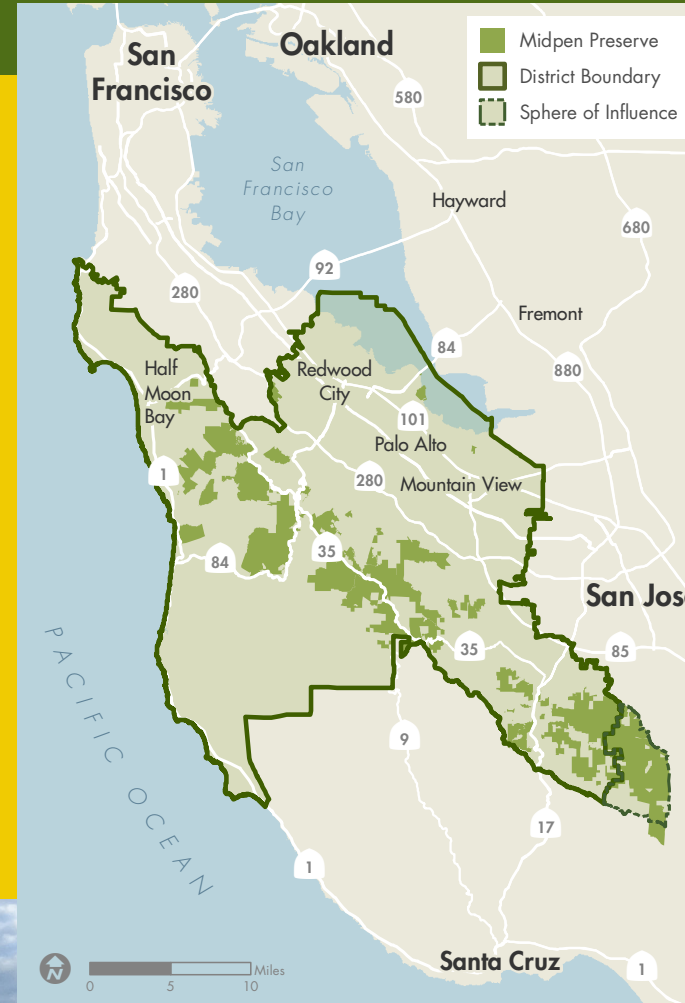 San
Francisco
Oakland
Midpen Preserve
District Boundary
Sphere of Influence
580
San
Francisco
Bay
Hayward
680
92
280
Fremont
84
880
Half
Moon
Bay
Redwood
City
101
Palo Alto
1
280
Mountain View
84
35
San Jos
35
85
PACIFIC OCEAN
9
17
1
Santa Cruz
1
N
Miles
0 5 10